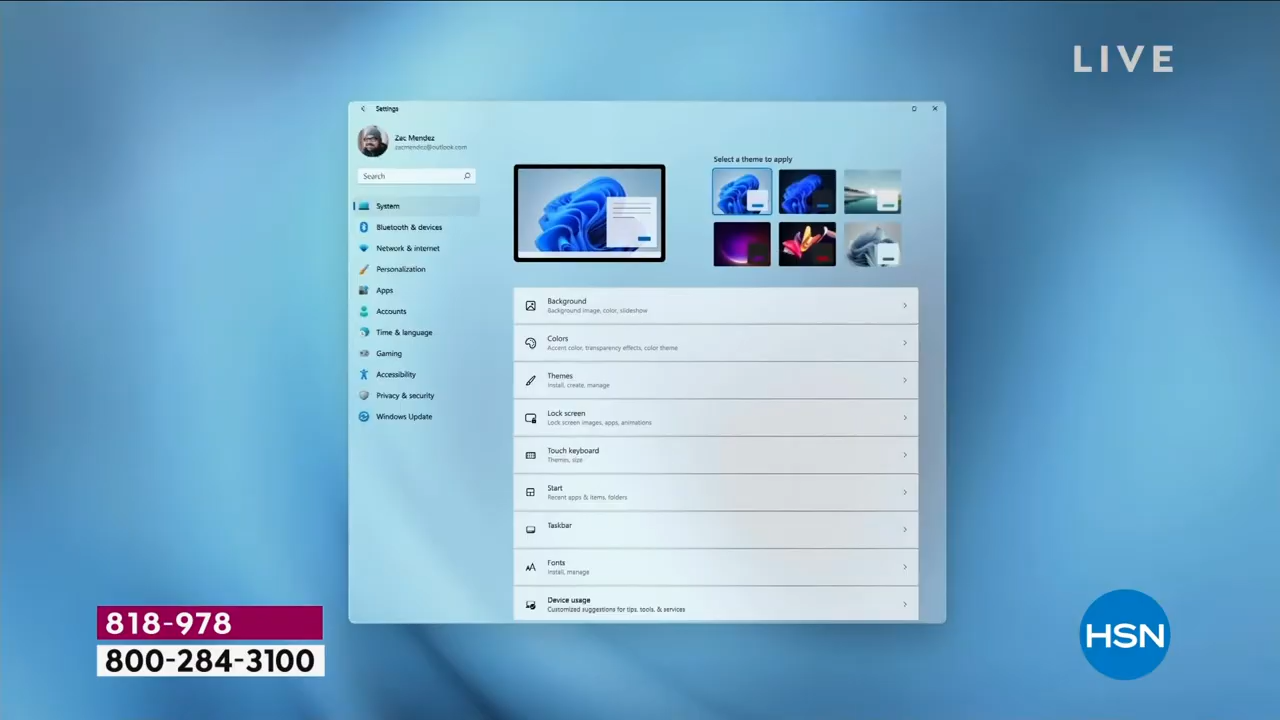 LIVE
Settings
Zac Mendez
zacmendez@outlook.com
Search
System
Bluetooth & devices
Network & internet
Personalization
Apps
Accounts
Time & language
Gaming
Accessibility
Privacy & security
Windows Update
Select a theme to apply
Background
Background image, color, slideshow
Colors
Accent color, transparency effects, color theme
Themes
Install, create, manage
Lock screen
Lock screen images, apps, animations
Touch keyboard
Themes, size
Start
Recent apps & items, folders
Taskbar
Fonts
Install, manage
Device usage
Customized suggestions for tips, tools, & services
818-978
800-284-3100
HSN